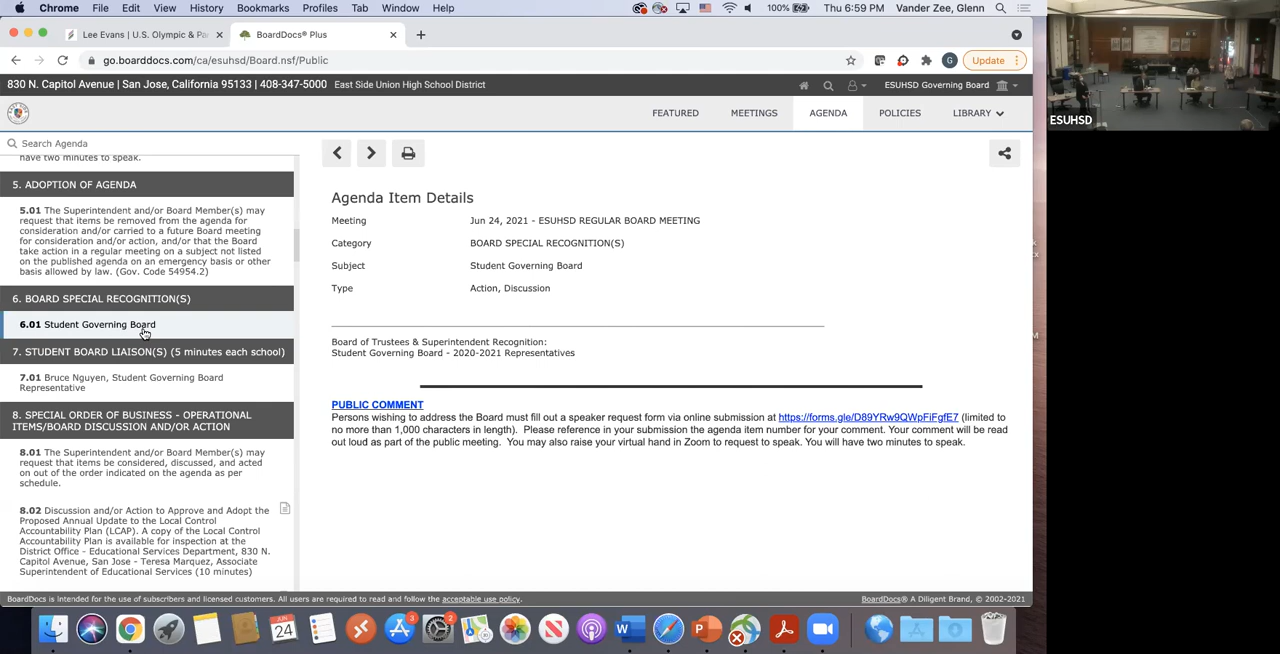 Chrome File Edit View History Bookmarks Profiles Tab Window Help 100% Thu 6:59 PM Vander Zee, Glenn
Lee Evans | U.S. Olympic & Pa
BoardDocs® Plus
go.boarddocs.com/ca/esuhsd/Board.nsf/Public
G
Update
830 N. Capitol Avenue | San Jose, California 95133 | 408-347-5000 East Side Union High School District
ESUHSD Governing Board
FEATURED MEETINGS AGENDA POLICIES LIBRARY
Search Agenda
have two minutes to speak.
5. ADOPTION OF AGENDA
5.01 The Superintendent and/or Board Member(s) may
request that items be removed from the agenda for
consideration and/or carried to a future Board meeting
for consideration and/or action, and/or that the Board
take action in a regular meeting on a subject not listed
on the published agenda on an emergency basis or other
basis allowed by law. (Gov. Code 54954.2)
6. BOARD SPECIAL RECOGNITION(S)
6.01 Student Governing Board
7. STUDENT BOARD LIAISON(S) (5 minutes each school)
7.01 Bruce Nguyen, Student Governing Board
Representative
8. SPECIAL ORDER OF BUSINESS - OPERATIONAL
ITEMS/BOARD DISCUSSION AND/OR ACTION
8.01 The Superintendent and/or Board Member(s) may
request that items be considered, discussed, and acted
on out of the order indicated on the agenda as per
schedule.
8.02 Discussion and/or Action to Approve and Adopt the
Proposed Annual Update to the Local Control
Accountability Plan (LCAP). A copy of the Local Control
Accountability Plan is available for inspection at the
District Office - Educational Services Department, 830 N.
Capitol Avenue, San Jose - Teresa Marquez, Associate
Superintendent of Educational Services (10 minutes)
Agenda Item Details
Meeting Jun 24, 2021 - ESUHSD REGULAR BOARD MEETING
Category BOARD SPECIAL RECOGNITION(S)
Subject Student Governing Board
Type Action, Discussion
Board of Trustees & Superintendent Recognition:
Student Governing Board - 2020-2021 Representatives
PUBLIC COMMENT
Persons wishing to address the Board must fill out a speaker request form via online submission at https://forms.gle/D89YRw9QWpFiFgfE7 (limited to
no more than 1,000 characters in length). Please reference in your submission the agenda item number for your comment. Your comment will be read
out loud as part of the public meeting. You may also raise your virtual hand in Zoom to request to speak. You will have two minutes to speak.
BoardDocs is intended for the use of subscribers and licensed customers. All users are required to read and follow the acceptable use policy.
BoardDocs® A Diligent Brand, © 2002-2021
JUN
24
3
2
ESUHSD